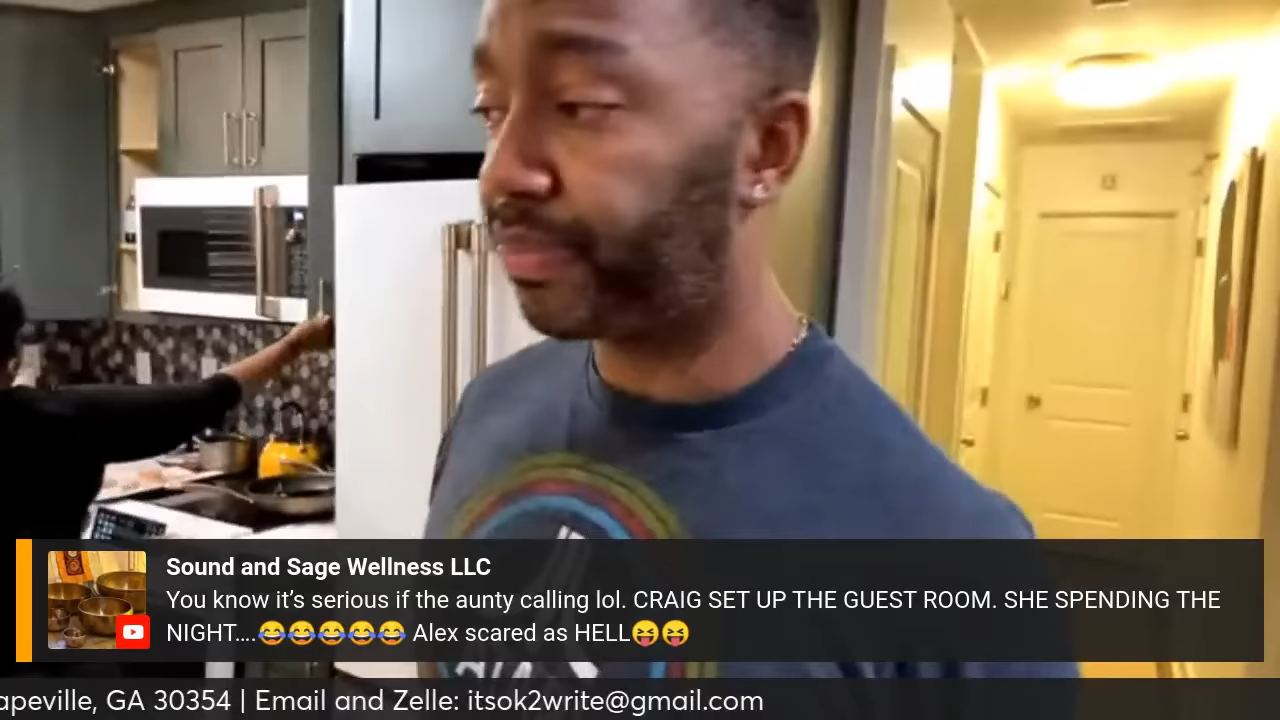 Sound and Sage Wellness LLC
You know it’s serious if the aunty calling lol. CRAIG SET UP THE GUEST ROOM. SHE SPENDING THE
NIGHT....😂😂😂😂😂 Alex scared as HELL😝😝
apeville, GA 30354 | Email and Zelle: itsok2write@gmail.com